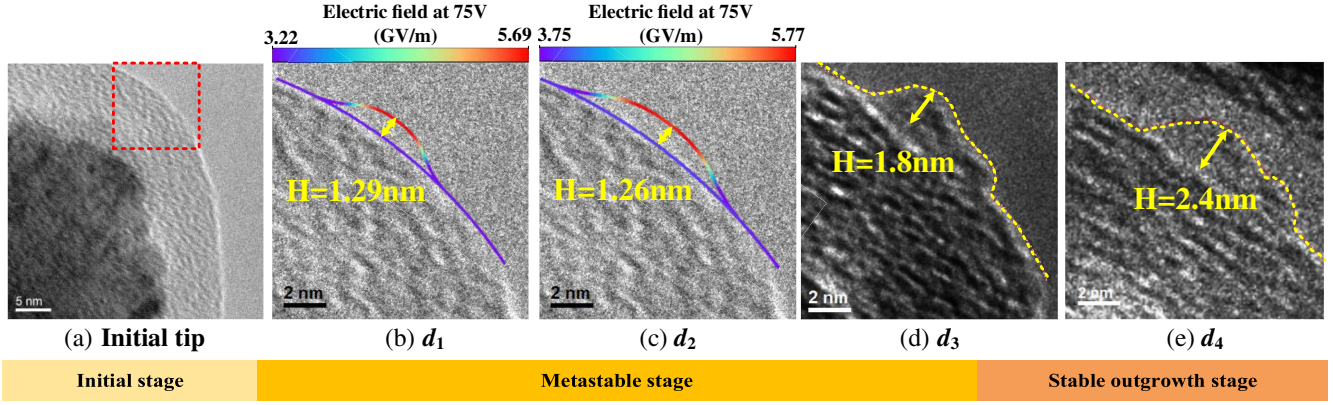 Electric field at 75V
(GV/m)
3.22
5.69
Electric field at 75V
(GV/m)
3.75
5.77
5 nm
H=1.29nm
2 nm
H=1.26nm
2 nm
H=1.8nm
2 nm
H=2.4nm
2 nm
(a) Initial tip
(b) d₁
(c) d₂
(d) d₃
(e) d₄
Initial stage
Metastable stage
Stable outgrowth stage